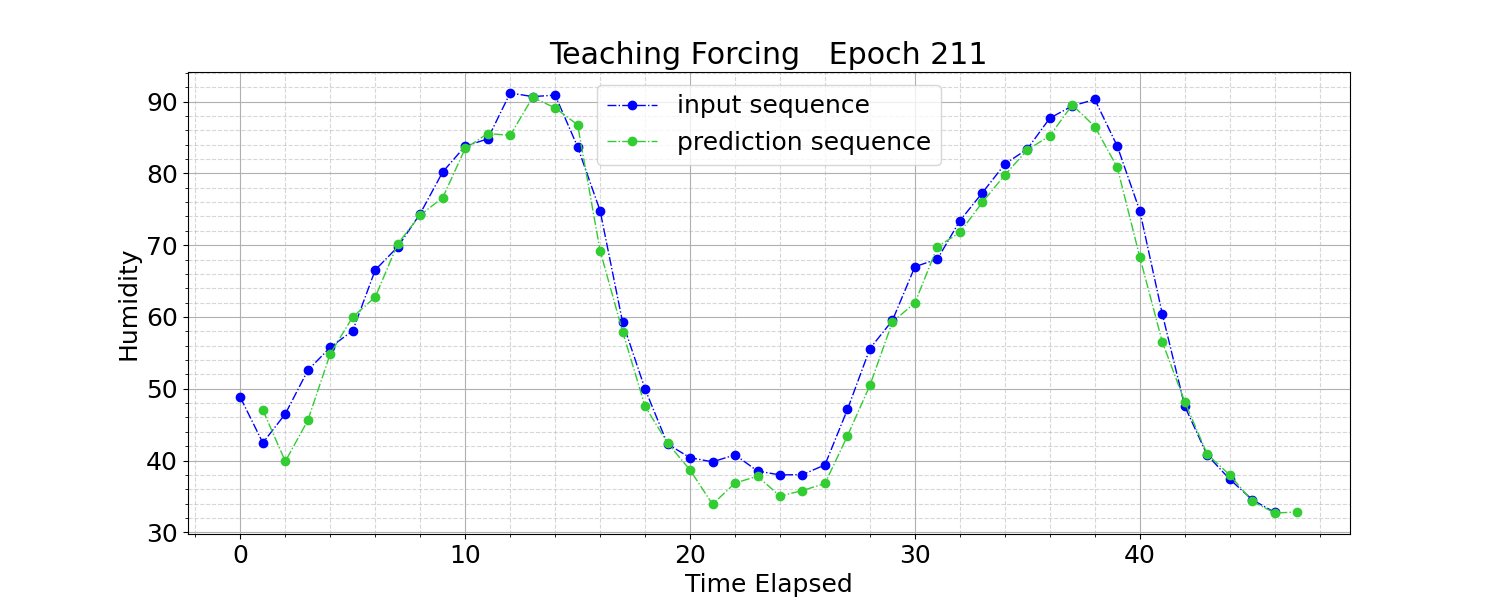 Teaching Forcing   Epoch 211
input sequence
prediction sequence
Humidity
90
80
70
60
50
40
30
0 10 20 30 40
Time Elapsed